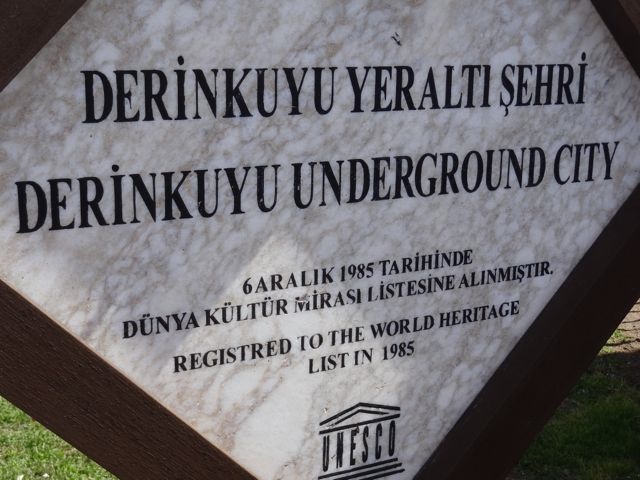 DERİNKUYU YERALTI ŞEHRİ
DERİNKUYU UNDERGROUND CITY
6 ARALIK 1985 TARİHİNDE
DÜNYA KÜLTÜR MİRASI LİSTESİNE ALINMIŞTIR.
REGISTRED TO THE WORLD HERITAGE
LIST IN 1985
UNESCO